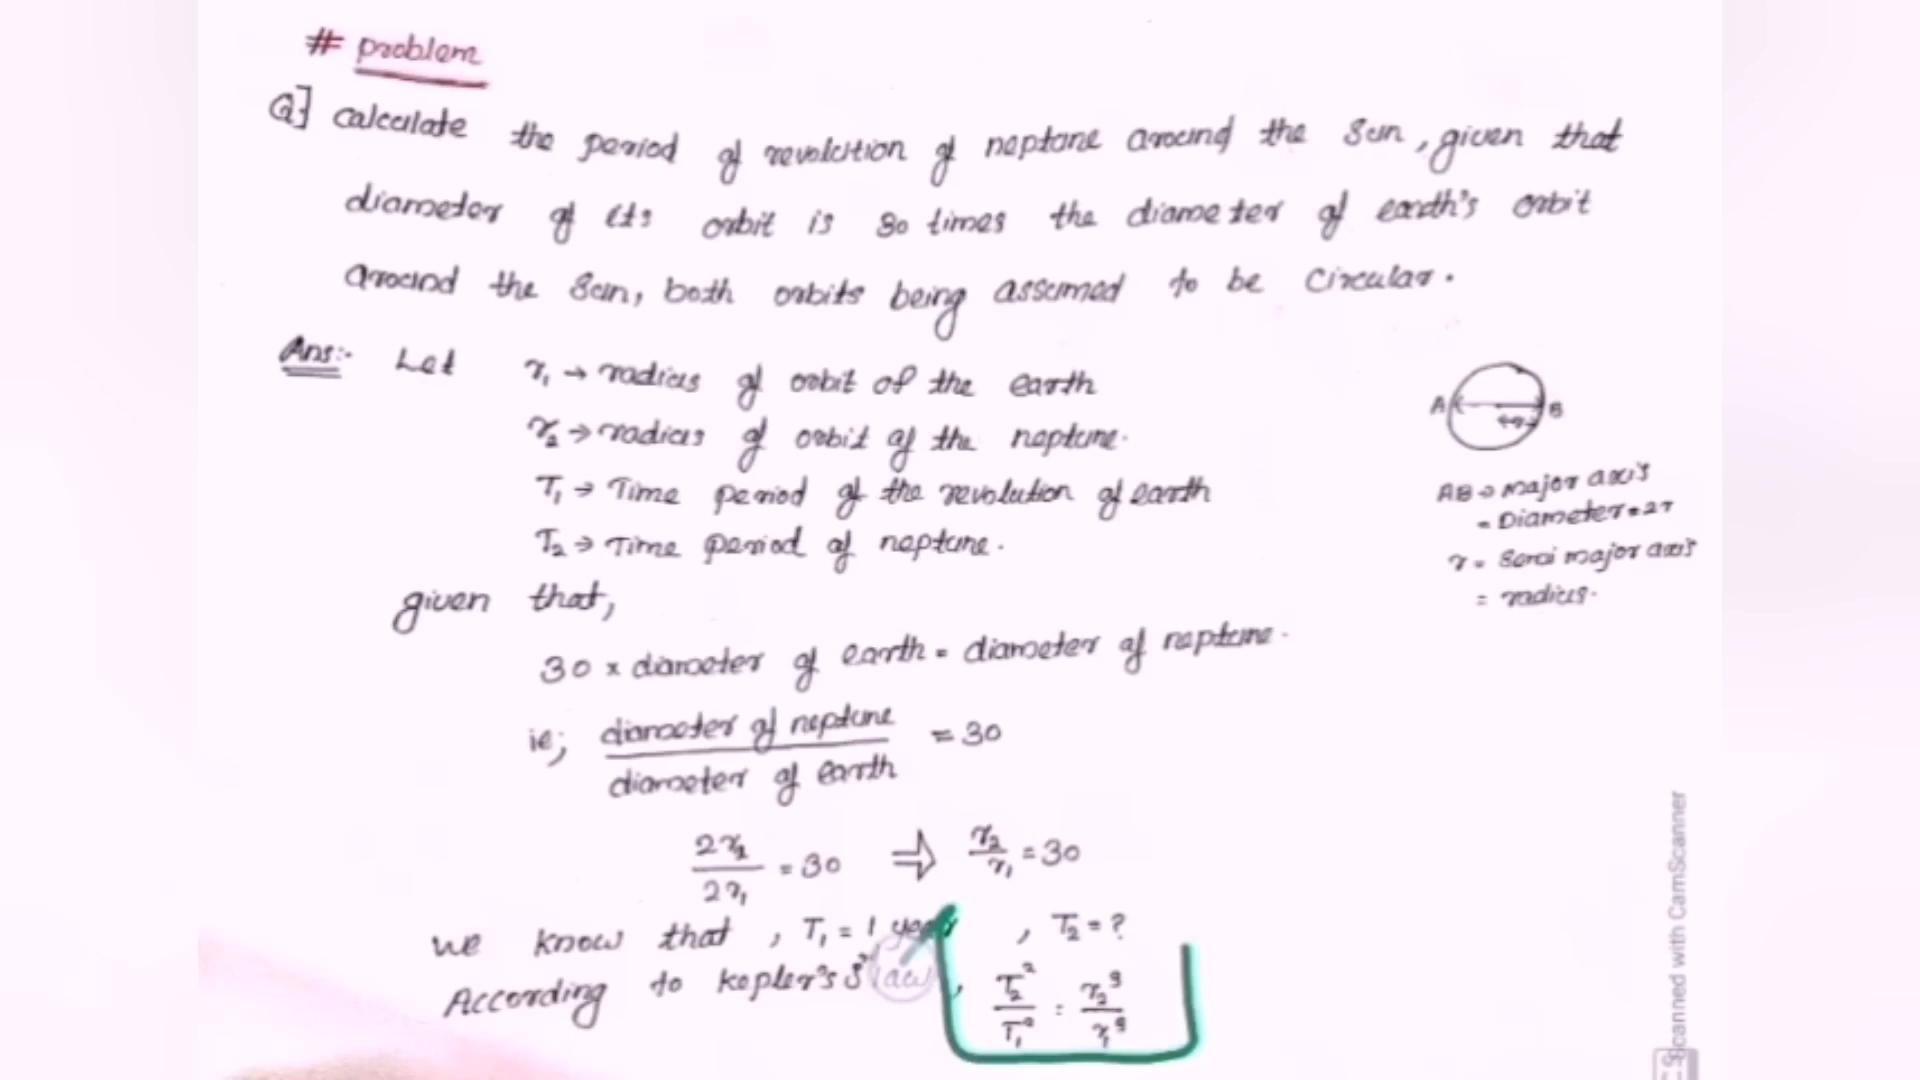 # problem
Q] calculate the period of revolution of neptune around the sun, given that
diameter of its orbit is 30 times the diameter of earth's orbit
around the sun, both orbits being assumed to be circular.
Ans:- Let r₁ → radius of orbit of the earth
r₂ → radius of orbit of the neptune.
T₁ → Time period of the revolution of earth
T₂ → Time period of neptune.
A B
r
AB → major axis
= Diameter = 2r
r = Semi major axis
= radius.
given that,
30 × diameter of earth = diameter of neptune.
ie; diameter of neptune / diameter of earth = 30
2r₂ / 2r₁ = 30 ⇒ r₂ / r₁ = 30
we know that, T₁ = 1 year, T₂ = ?
According to kepler's 3 law, T₂² / T₁² = r₂³ / r₁³
Scanned with CamScanner
CS